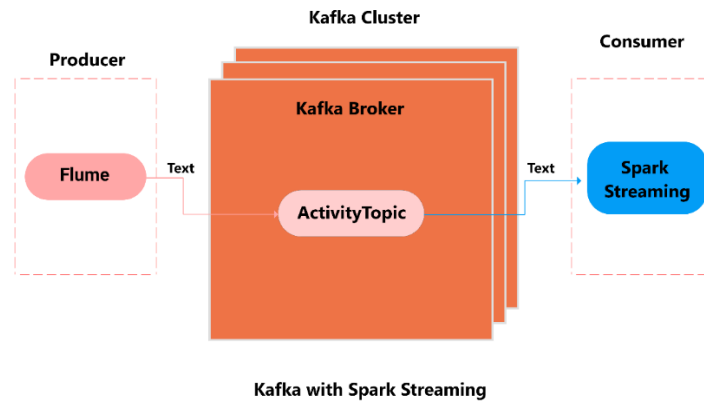 Kafka Cluster
Producer
Consumer
Kafka Broker
Flume
Text
ActivityTopic
Text
Spark
Streaming
Kafka with Spark Streaming